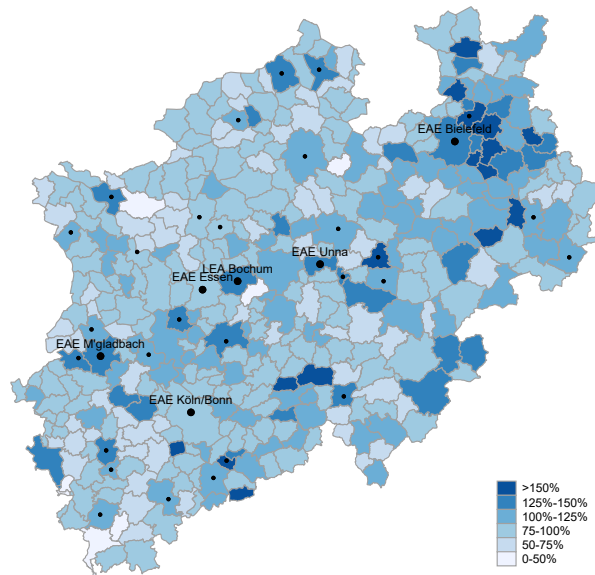 EAE Bielefeld
EAE Unna
LEA Bochum
EAE Essen
EAE M'gladbach
EAE Köln/Bonn
>150%
125%-150%
100%-125%
75-100%
50-75%
0-50%